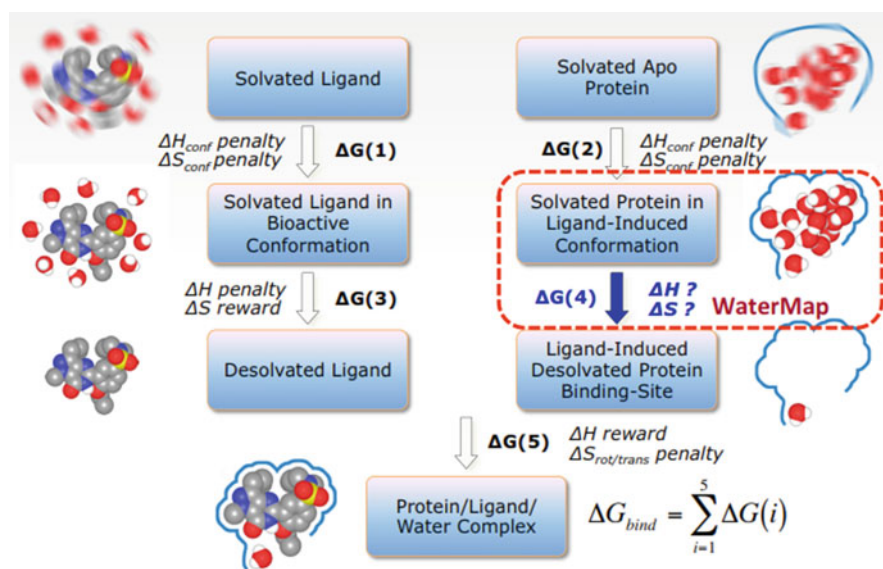 Solvated Ligand
Solvated Apo
Protein
ΔH_conf penalty
ΔS_conf penalty
ΔG(1)
ΔG(2)
ΔH_conf penalty
ΔS_conf penalty
Solvated Ligand in
Bioactive
Conformation
Solvated Protein in
Ligand-Induced
Conformation
ΔH penalty
ΔS reward
ΔG(3)
ΔG(4)
ΔH ?
ΔS ?
WaterMap
Desolvated Ligand
Ligand-Induced
Desolvated Protein
Binding-Site
ΔG(5)
ΔH reward
ΔS_rot/trans penalty
Protein/Ligand/
Water Complex
ΔG_bind = ∑_{i=1}^{5} ΔG(i)